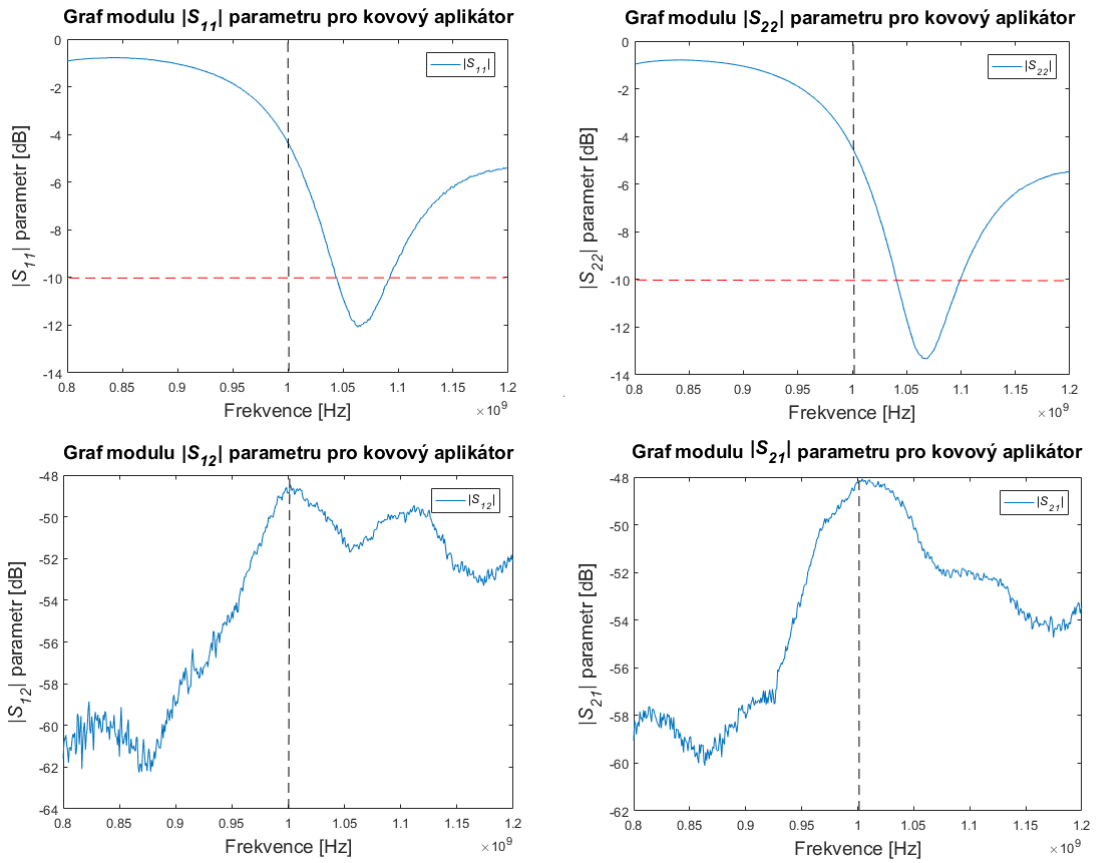 Graf modulu |S11| parametru pro kovový aplikátor
|S11|
|S11| parametr [dB]
0
-2
-4
-6
-8
-10
-12
-14
0.8 0.85 0.9 0.95 1 1.05 1.1 1.15 1.2
Frekvence [Hz]
×10^9
Graf modulu |S22| parametru pro kovový aplikátor
|S22|
|S22| parametr [dB]
0
-2
-4
-6
-8
-10
-12
-14
0.8 0.85 0.9 0.95 1 1.05 1.1 1.15 1.2
Frekvence [Hz]
×10^9
Graf modulu |S12| parametru pro kovový aplikátor
|S12|
|S12| parametr [dB]
-48
-50
-52
-54
-56
-58
-60
-62
-64
0.8 0.85 0.9 0.95 1 1.05 1.1 1.15 1.2
Frekvence [Hz]
×10^9
Graf modulu |S21| parametru pro kovový aplikátor
|S21|
|S21| parametr [dB]
-48
-50
-52
-54
-56
-58
-60
-62
0.8 0.85 0.9 0.95 1 1.05 1.1 1.15 1.2
Frekvence [Hz]
×10^9